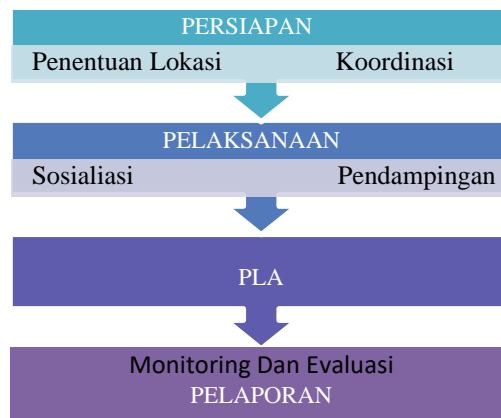 PERSIAPAN
Penentuan Lokasi Koordinasi
PELAKSANAAN
Sosialiasi Pendampingan
PLA
Monitoring Dan Evaluasi
PELAPORAN